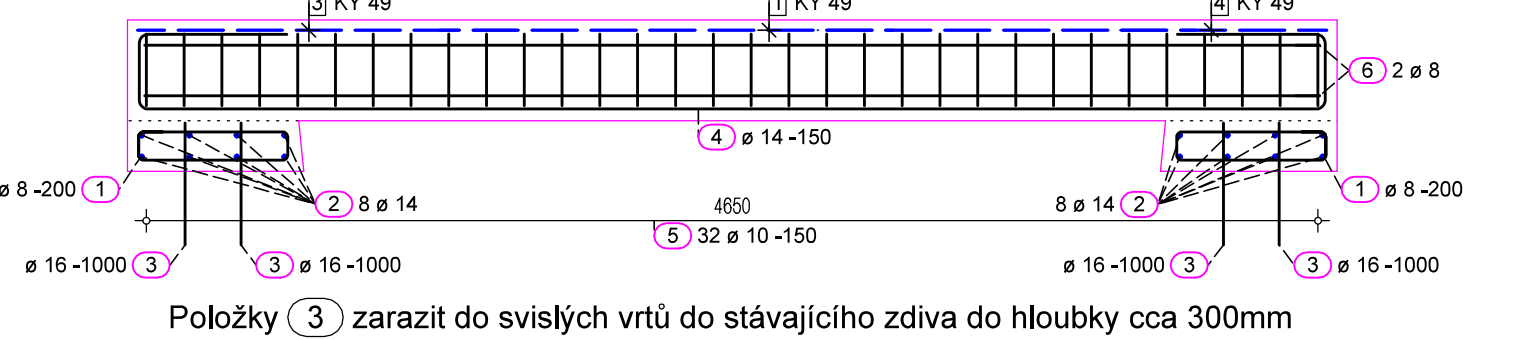 3 KY 49
1 KY 49
4 KY 49
6 2 ø 8
4 ø 14 -150
ø 8 -200 1
2 8 ø 14
4650
8 ø 14 2
1 ø 8 -200
5 32 ø 10 -150
ø 16 -1000 3
3 ø 16 -1000
ø 16 -1000 3
3 ø 16 -1000
Položky 3 zarazit do svislých vrtů do stávajícího zdiva do hloubky cca 300mm